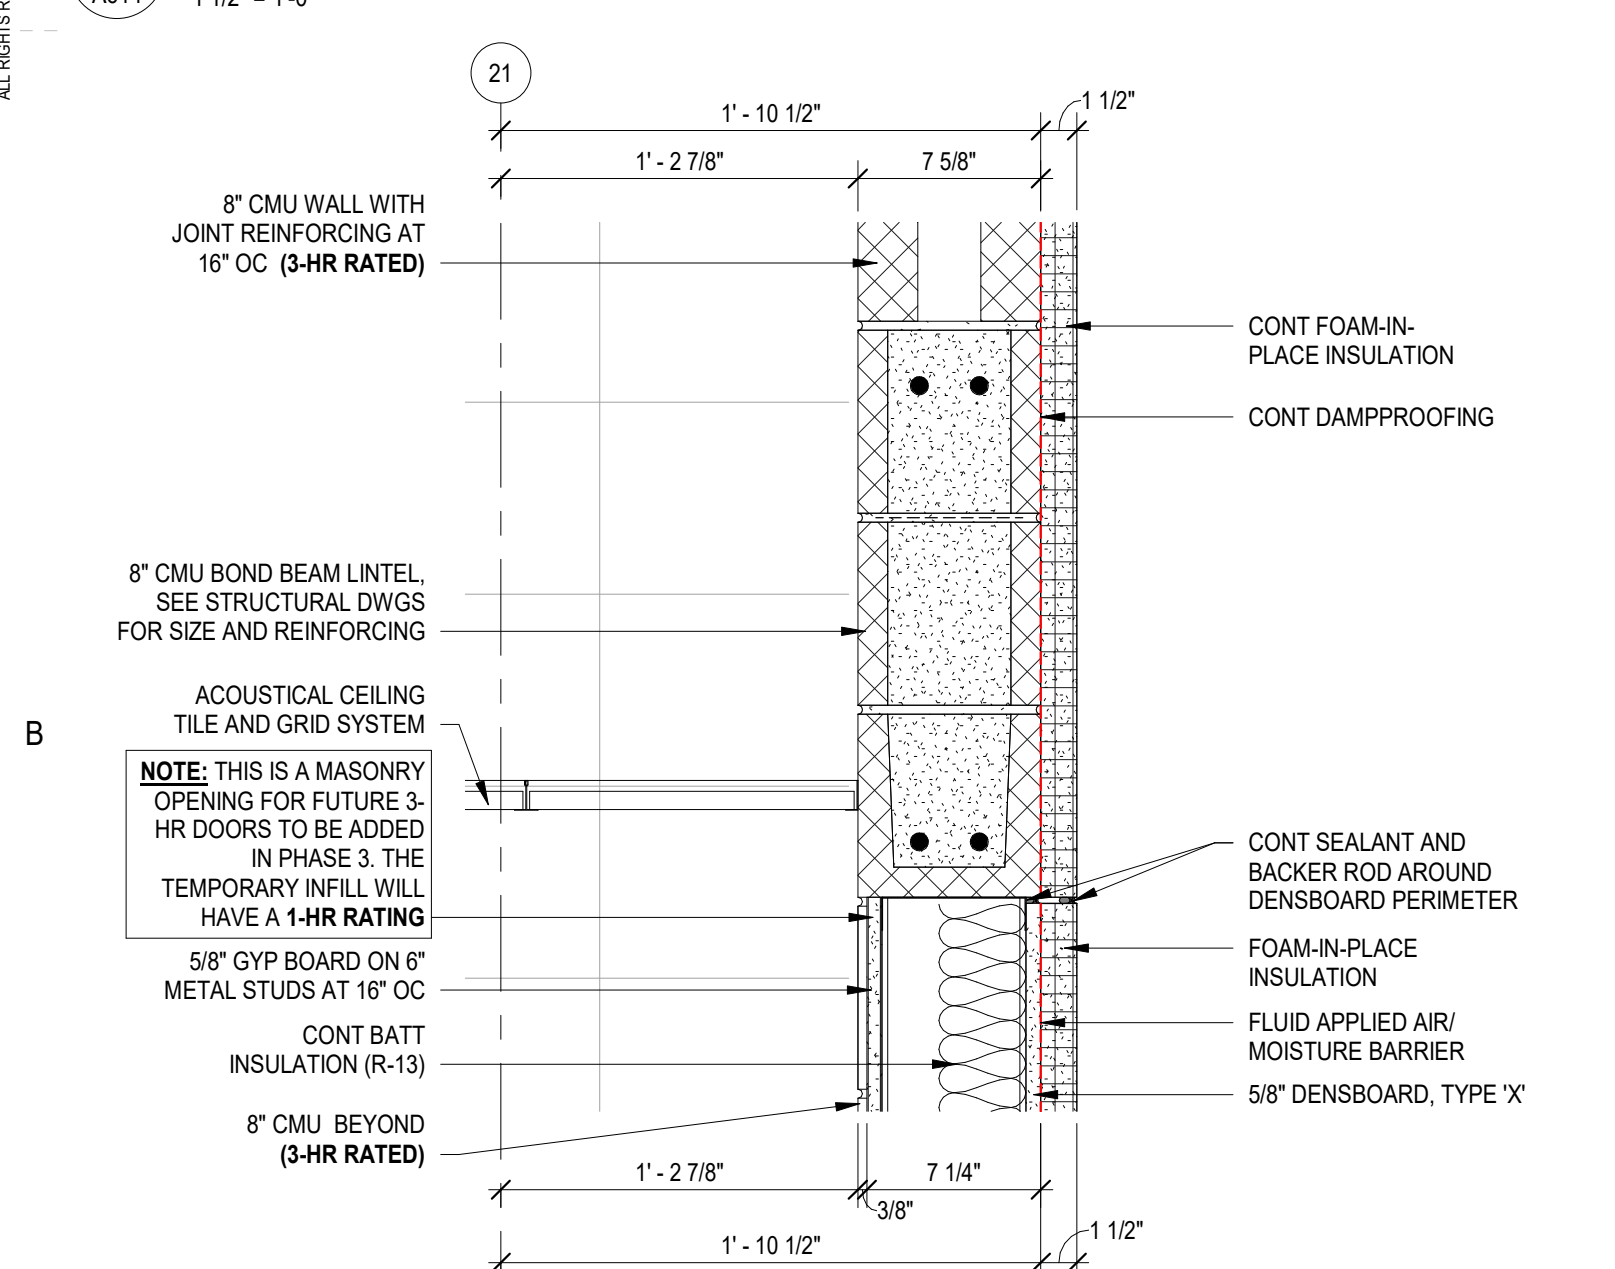 1 1/2" = 1'-0"
ALL RIGHTS R
21
1' - 10 1/2"
1 1/2"
1' - 2 7/8"
7 5/8"
8" CMU WALL WITH
JOINT REINFORCING AT
16" OC (3-HR RATED)
CONT FOAM-IN-
PLACE INSULATION
CONT DAMPPROOFING
8" CMU BOND BEAM LINTEL,
SEE STRUCTURAL DWGS
FOR SIZE AND REINFORCING
ACOUSTICAL CEILING
TILE AND GRID SYSTEM
B
NOTE: THIS IS A MASONRY
OPENING FOR FUTURE 3-
HR DOORS TO BE ADDED
IN PHASE 3. THE
TEMPORARY INFILL WILL
HAVE A 1-HR RATING
CONT SEALANT AND
BACKER ROD AROUND
DENSBOARD PERIMETER
5/8" GYP BOARD ON 6"
METAL STUDS AT 16" OC
FOAM-IN-PLACE
INSULATION
CONT BATT
INSULATION (R-13)
FLUID APPLIED AIR/
MOISTURE BARRIER
5/8" DENSBOARD, TYPE 'X'
8" CMU BEYOND
(3-HR RATED)
1' - 2 7/8"
7 1/4"
3/8"
1' - 10 1/2"
1 1/2"